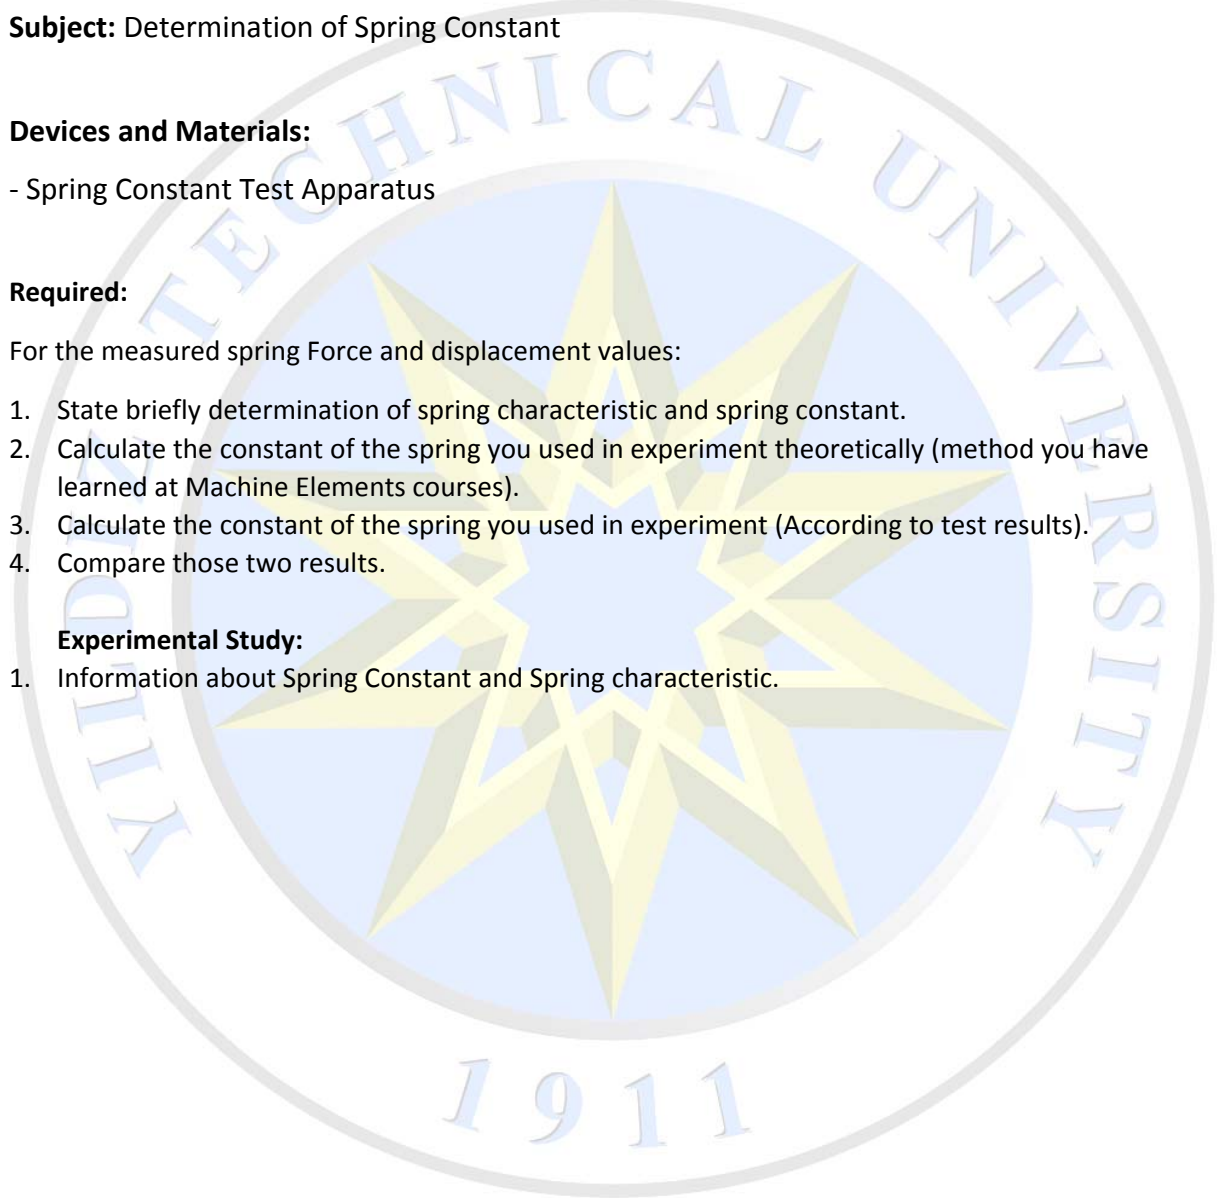 Subject: Determination of Spring Constant
Devices and Materials:
- Spring Constant Test Apparatus
Required:
For the measured spring Force and displacement values:
1. State briefly determination of spring characteristic and spring constant.
2. Calculate the constant of the spring you used in experiment theoretically (method you have
learned at Machine Elements courses).
3. Calculate the constant of the spring you used in experiment (According to test results).
4. Compare those two results.
Experimental Study:
1. Information about Spring Constant and Spring characteristic.
YILDIZ TECHNICAL UNIVERSITY
1911